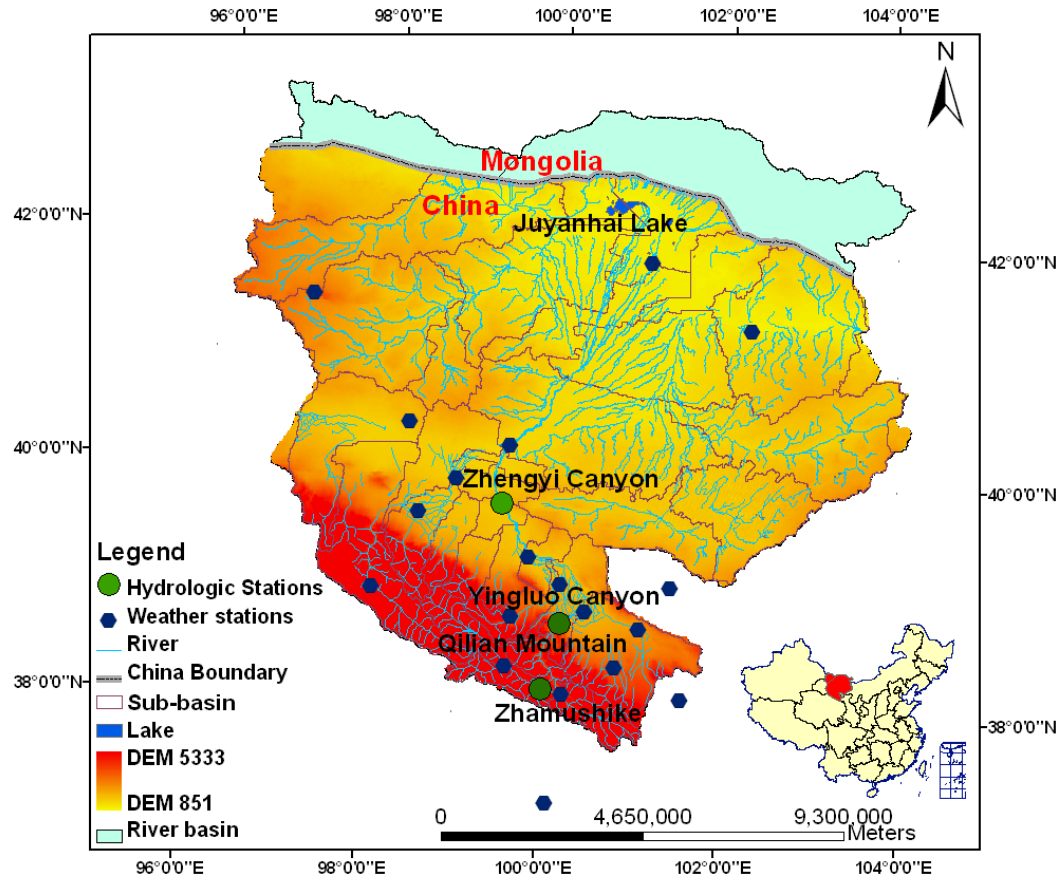 96°0'0"E 98°0'0"E 100°0'0"E 102°0'0"E 104°0'0"E
N
Mongolia
China
42°0'0"N
Juyanhai Lake
42°0'0"N
40°0'0"N
Zhengyi Canyon
40°0'0"N
Legend
Hydrologic Stations
Weather stations
River
China Boundary
Sub-basin
Lake
DEM 5333
DEM 851
River basin
Yingluo Canyon
Qilian Mountain
38°0'0"N
Zhamushike
38°0'0"N
0 4,650,000 9,300,000
Meters
96°0'0"E 98°0'0"E 100°0'0"E 102°0'0"E 104°0'0"E